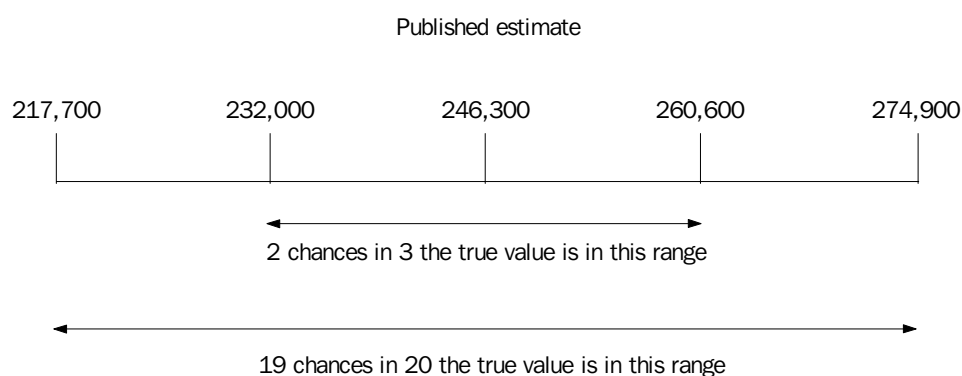 Published estimate
217,700 232,000 246,300 260,600 274,900
2 chances in 3 the true value is in this range
19 chances in 20 the true value is in this range